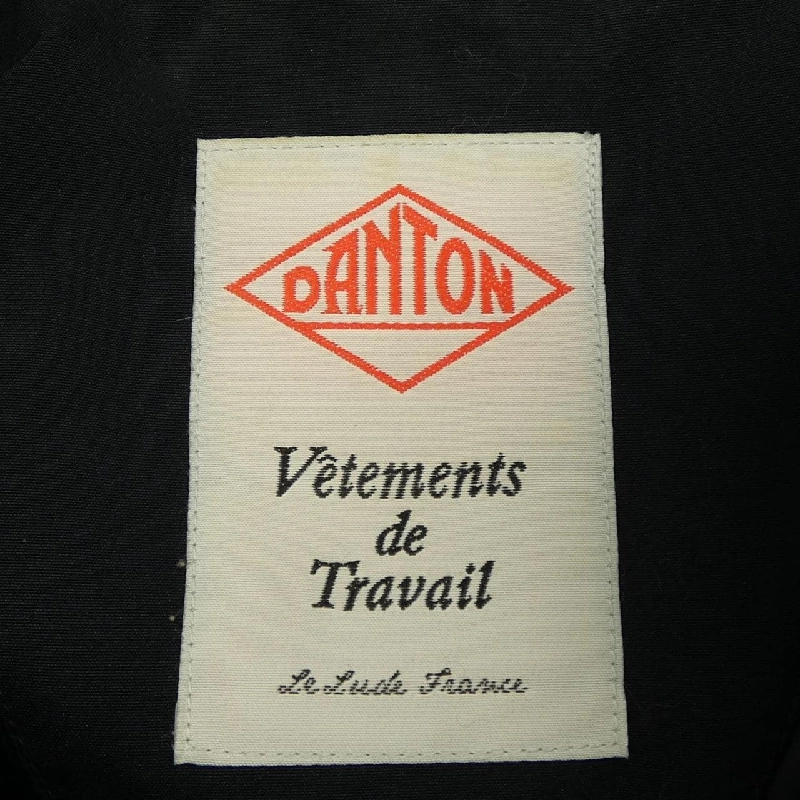 DANTON
Vêtements
de
Travail
Le Lude France